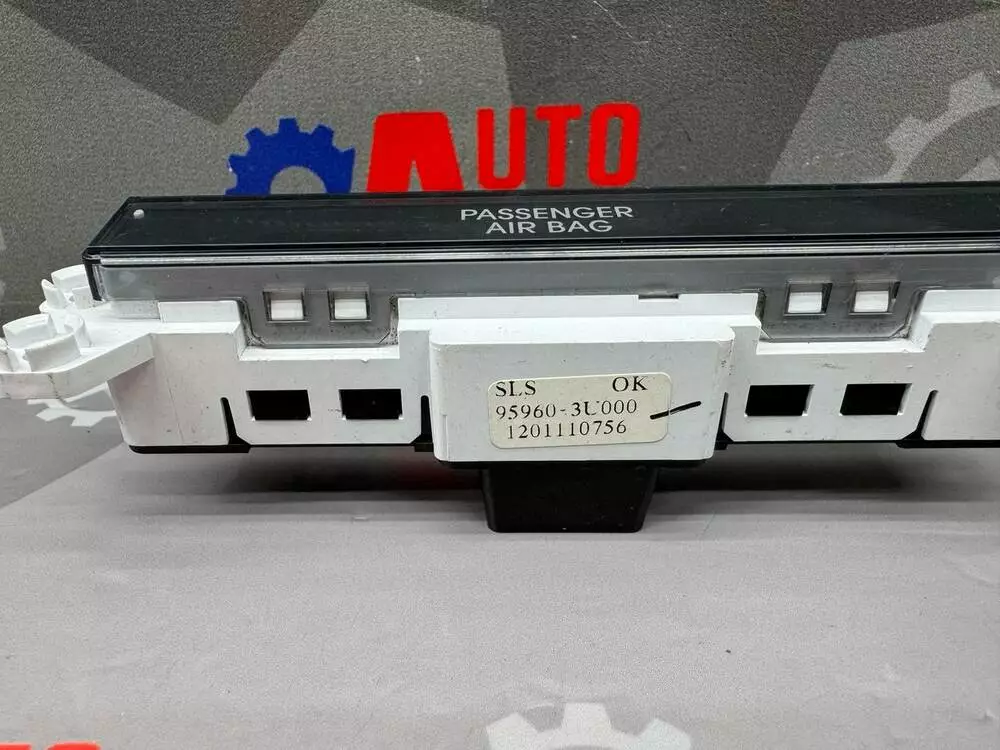 AUTO
PASSENGER
AIR BAG
SLS OK
95960-3U000
1201110756